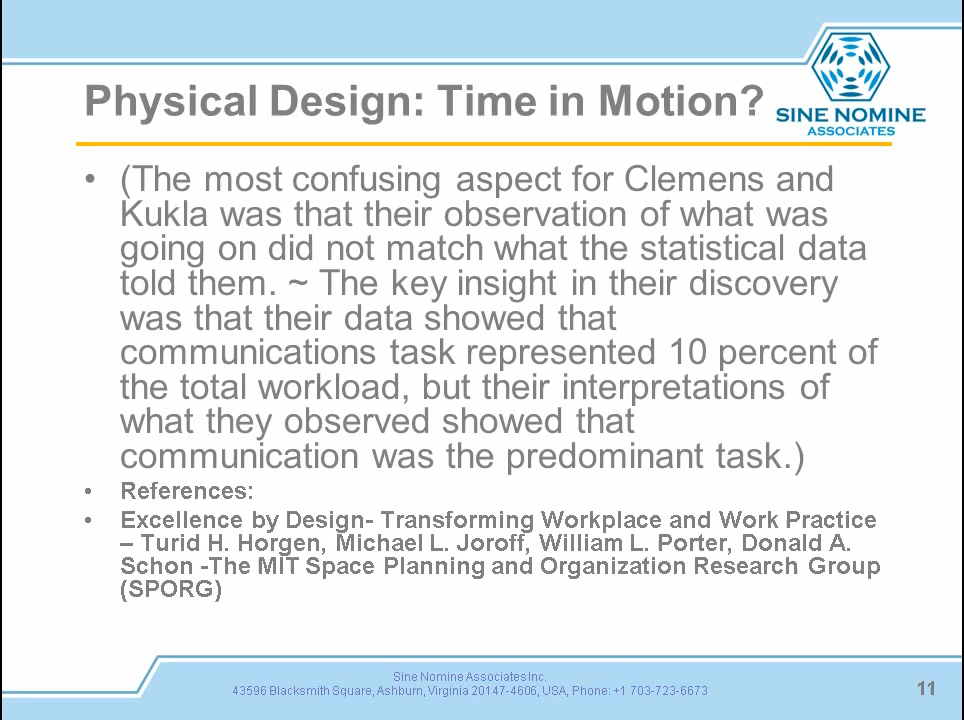 Physical Design: Time in Motion?
SINE NOMINE
ASSOCIATES
• (The most confusing aspect for Clemens and
Kukla was that their observation of what was
going on did not match what the statistical data
told them. ~ The key insight in their discovery
was that their data showed that
communications task represented 10 percent of
the total workload, but their interpretations of
what they observed showed that
communication was the predominant task.)
• References:
• Excellence by Design- Transforming Workplace and Work Practice
– Turid H. Horgen, Michael L. Joroff, William L. Porter, Donald A.
Schon -The MIT Space Planning and Organization Research Group
(SPORG)
Sine Nomine Associates Inc.
43596 Blacksmith Square, Ashburn, Virginia 20147-4606, USA, Phone: +1 703-723-6673
11